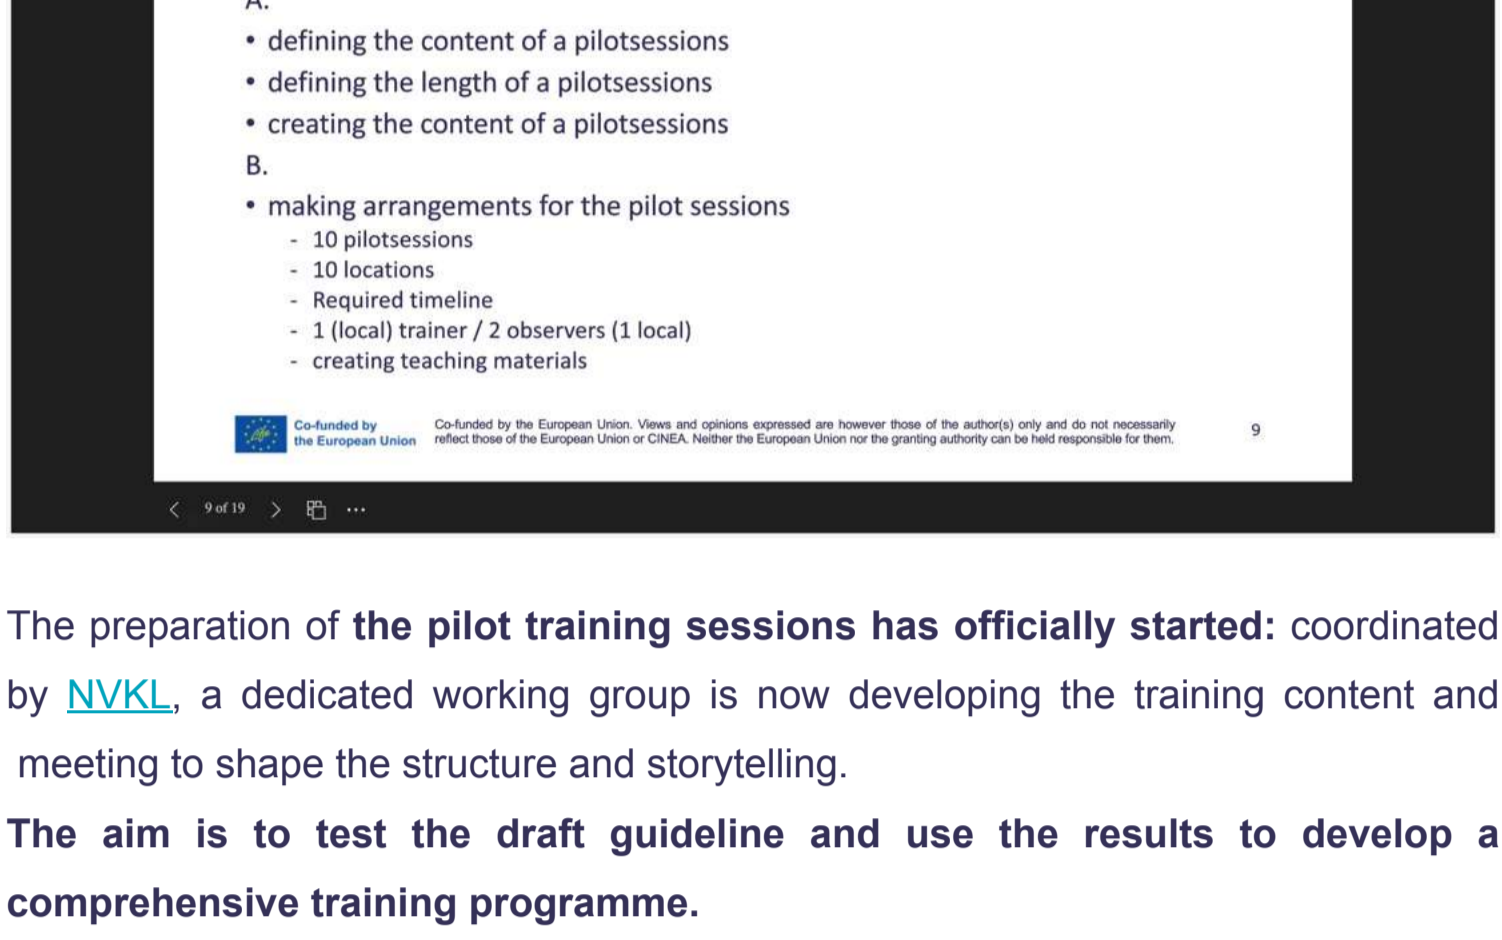 A.
• defining the content of a pilotsessions
• defining the length of a pilotsessions
• creating the content of a pilotsessions
B.
• making arrangements for the pilot sessions
- 10 pilotsessions
- 10 locations
- Required timeline
- 1 (local) trainer / 2 observers (1 local)
- creating teaching materials
Co-funded by
the European Union
Co-funded by the European Union. Views and opinions expressed are however those of the author(s) only and do not necessarily
reflect those of the European Union or CINEA. Neither the European Union nor the granting authority can be held responsible for them.
9
9 of 19
The preparation of the pilot training sessions has officially started: coordinated
by NVKL, a dedicated working group is now developing the training content and
meeting to shape the structure and storytelling.
The aim is to test the draft guideline and use the results to develop a
comprehensive training programme.